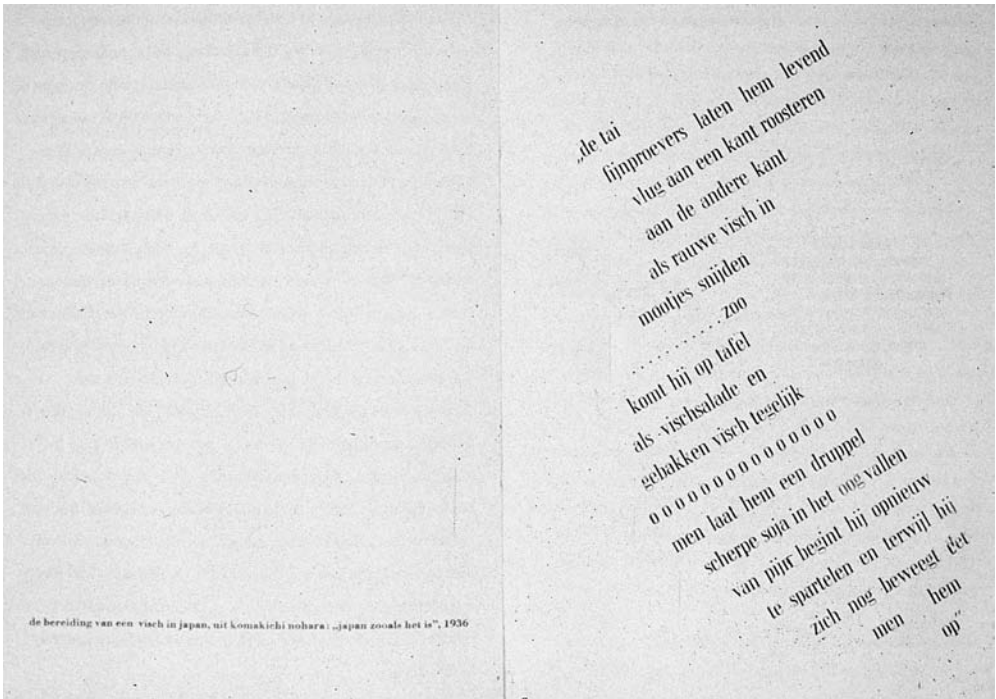 de bereiding van een visch in japan, uit komakichi nohara: „japan zooals het is”, 1936
„de tai
fijnproevers laten hem levend
vlug aan een kant roosteren
aan de andere kant
als rauwe visch in
mootjes snijden
. . . . . . . . zoo
komt hij op tafel
als vischsalade en
gebakken visch tegelijk
o o o o o o o o o o o o o
men laat hem een druppel
scherpe soja in het oog vallen
van pijn begint hij opnieuw
te spartelen en terwijl hij
zich nog beweegt eet
men hem
op”